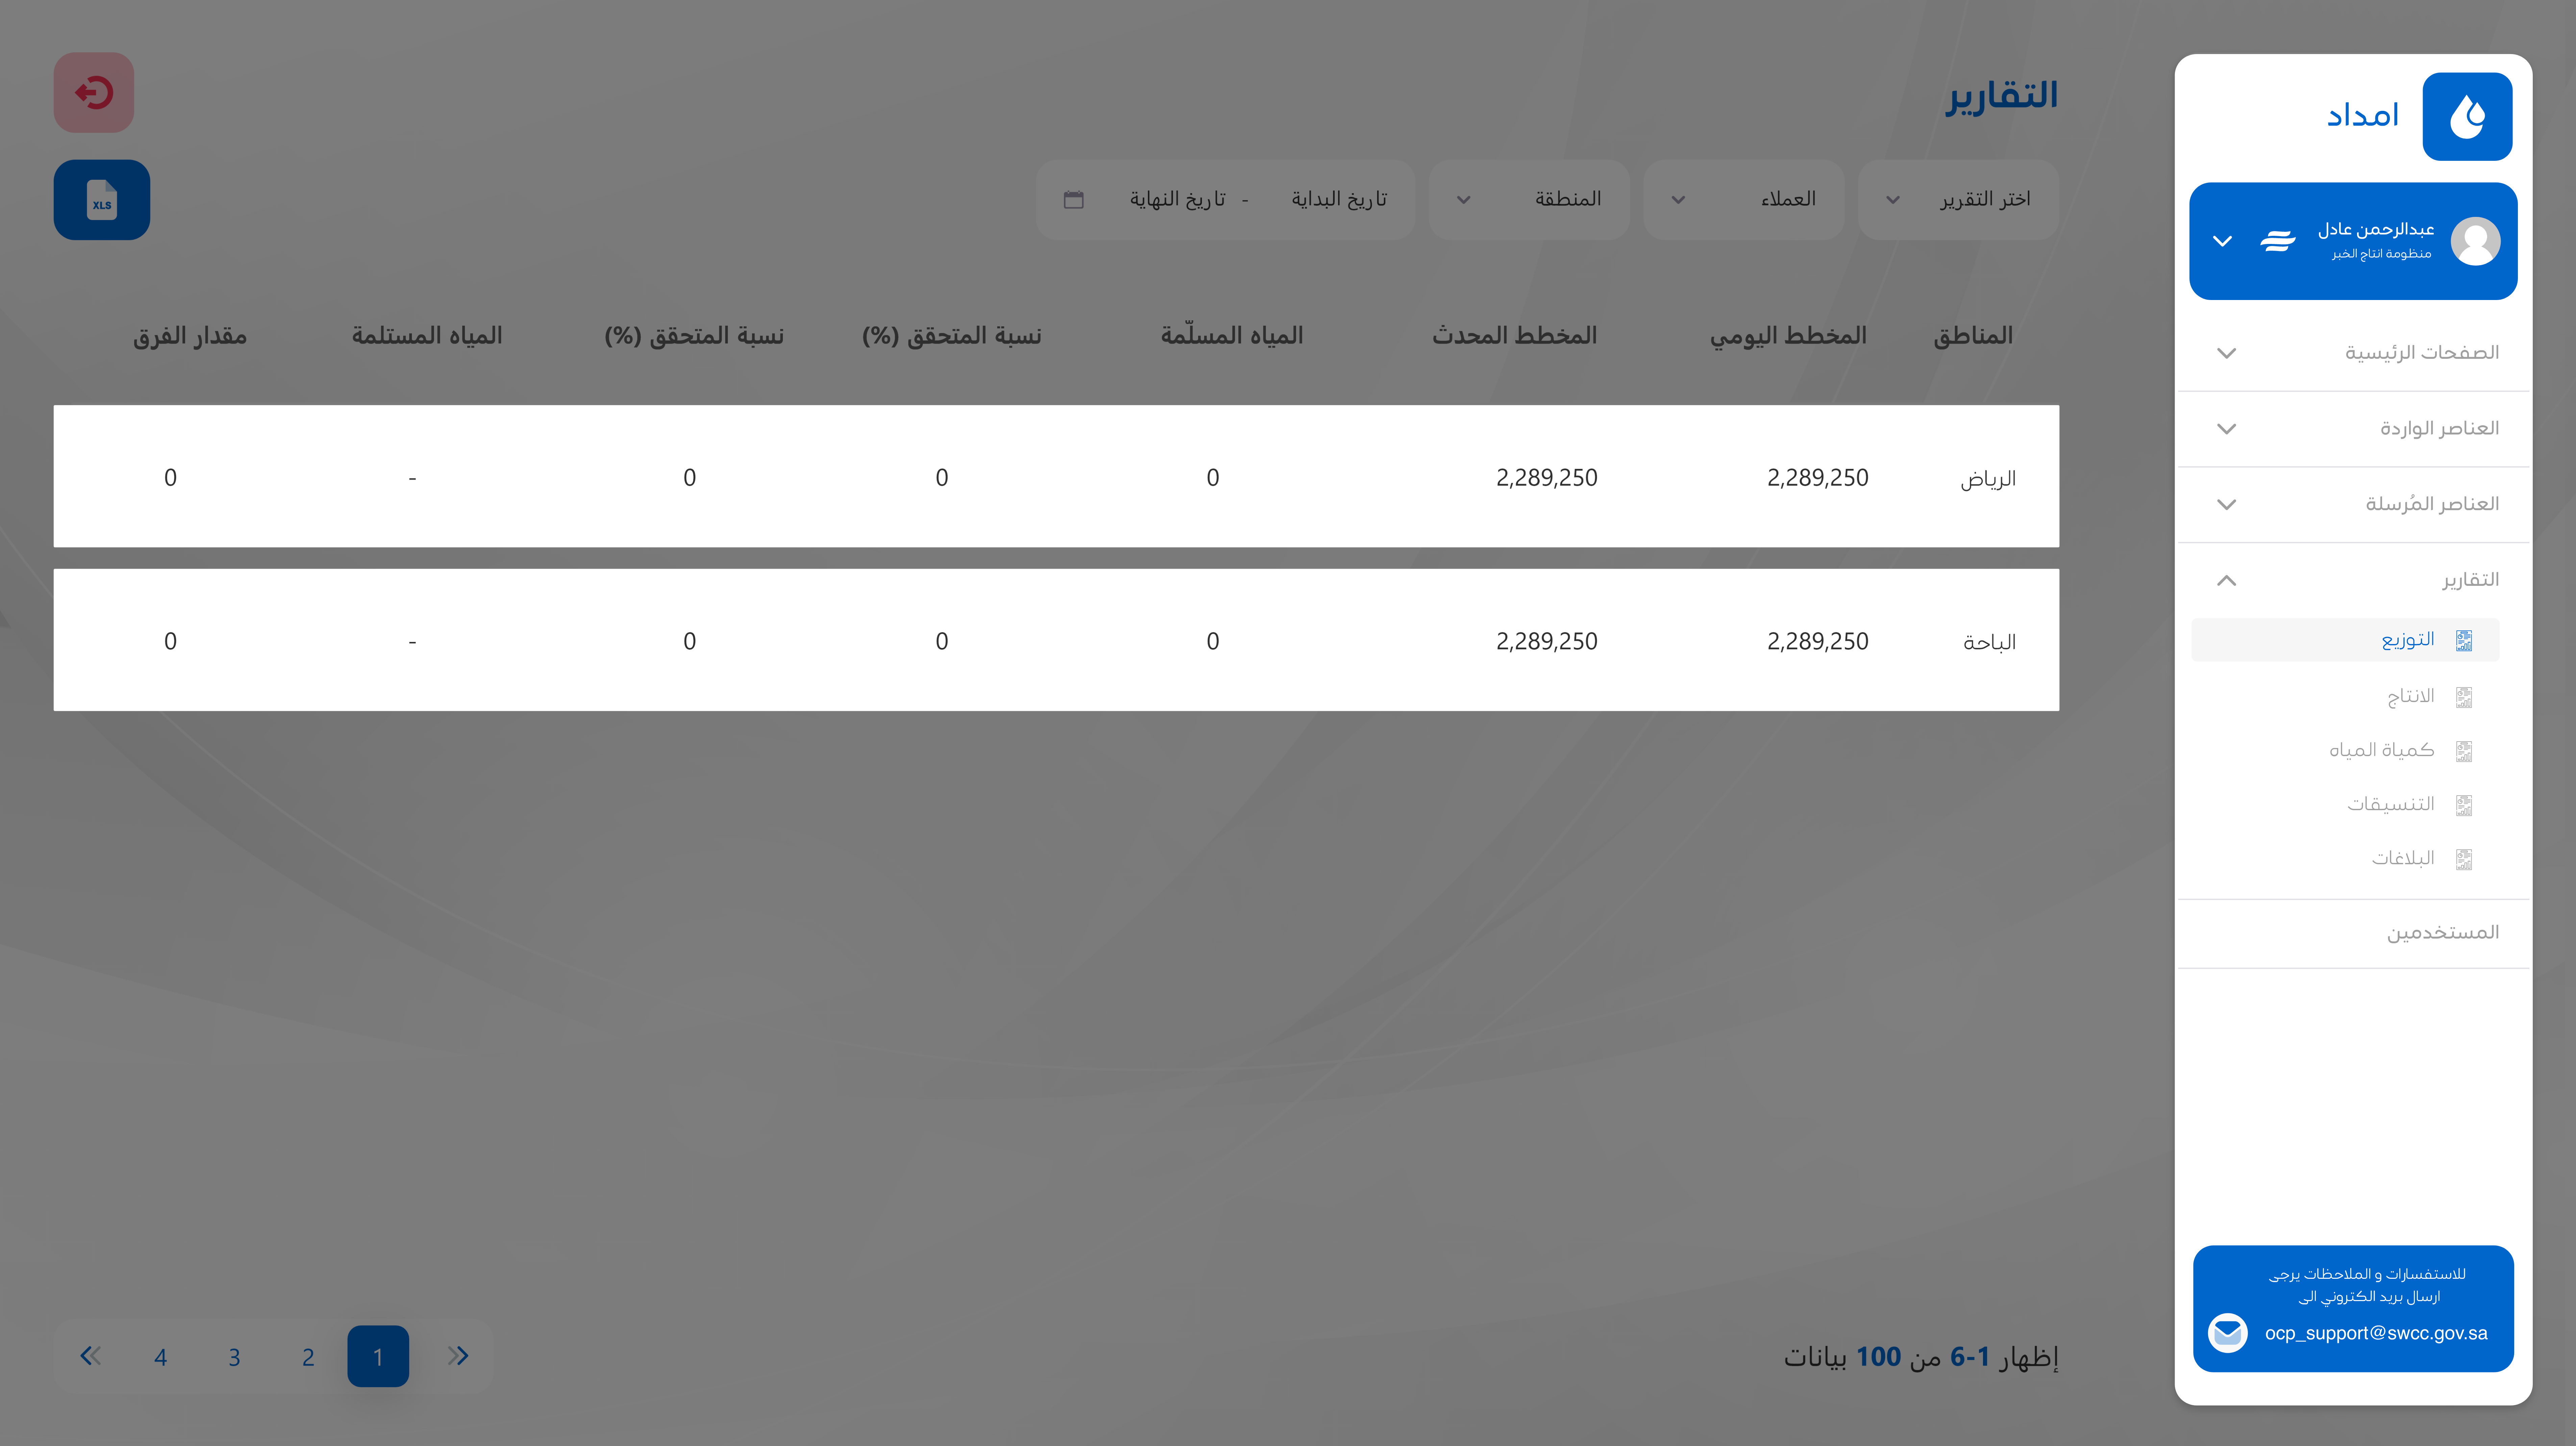 امداد
عبدالرحمن عادل
منظومة انتاج الخبر
الصفحات الرئيسية
العناصر الواردة
العناصر المُرسلة
التقارير
التوزيع
الانتاج
كمياة المياه
التنسيقات
البلاغات
المستخدمين
للاستفسارات و الملاحظات يرجى
ارسال بريد الكتروني الى
ocp_support@swcc.gov.sa
التقارير
اختر التقرير العملاء المنطقة تاريخ البداية - تاريخ النهاية XLS
المناطق المخطط اليومي المخطط المحدث المياه المسلّمة نسبة المتحقق (%) نسبة المتحقق (%) المياه المستلمة مقدار الفرق
الرياض 2,289,250 2,289,250 0 0 0 - 0
الباحة 2,289,250 2,289,250 0 0 0 - 0
إظهار 1-6 من 100 بيانات
1 2 3 4